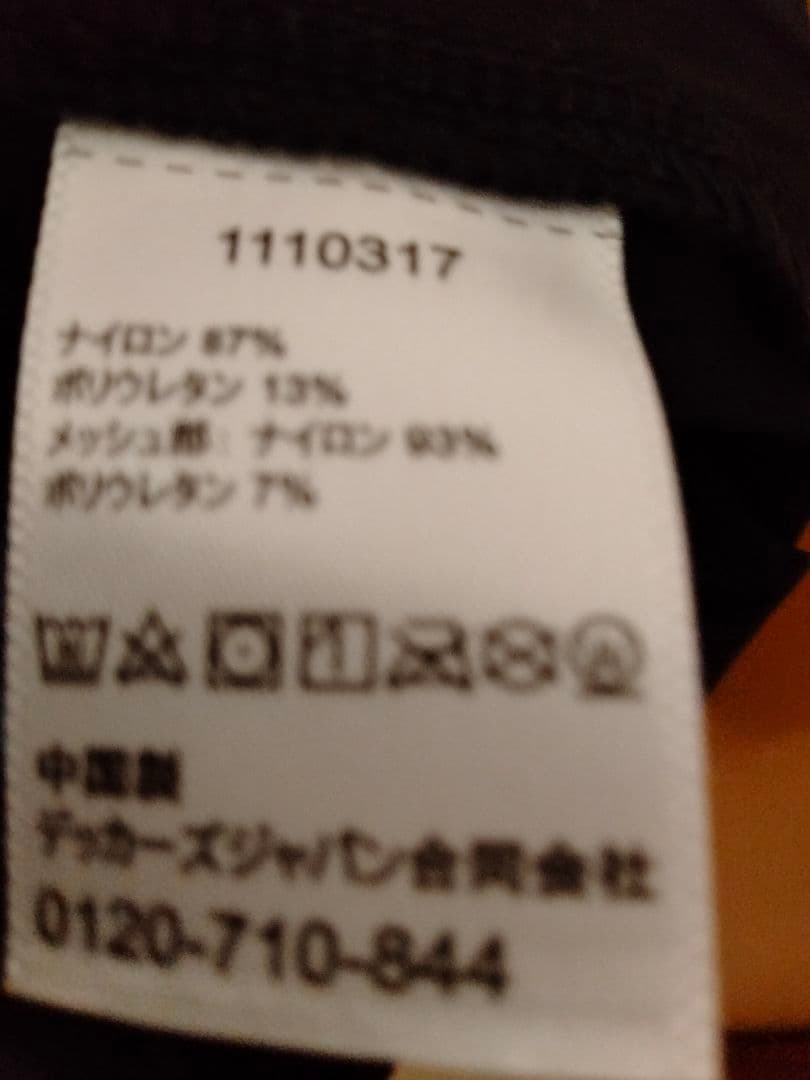 1110317
ナイロン 87%
ポリウレタン 13%
メッシュ部: ナイロン 93%
ポリウレタン 7%
中国製
デッカーズジャパン合同会社
0120-710-844